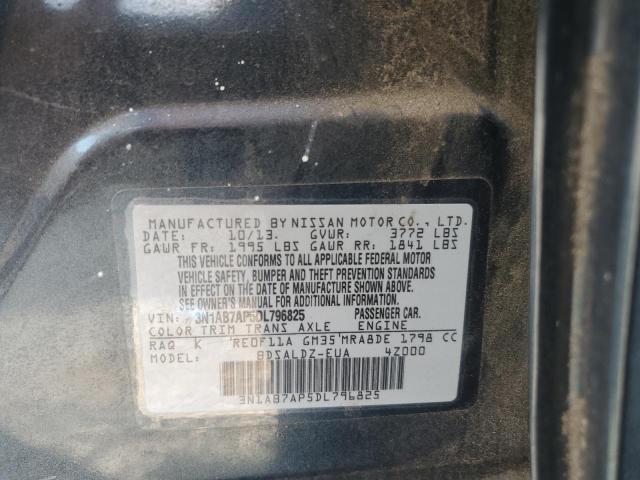 MANUFACTURED BY NISSAN MOTOR CO., LTD.
DATE: 10/13. GVWR: 3772 LBS
GAWR FR: 1995 LBS GAWR RR: 1841 LBS
THIS VEHICLE CONFORMS TO ALL APPLICABLE FEDERAL MOTOR
VEHICLE SAFETY, BUMPER AND THEFT PREVENTION STANDARDS
IN EFFECT ON THE DATE OF MANUFACTURE SHOWN ABOVE.
SEE OWNER'S MANUAL FOR ADDITIONAL INFORMATION
VIN: 3N1AB7AP5DL796825 PASSENGER CAR.
COLOR TRIM TRANS AXLE ENGINE
RAQ K RE0F11A GM35 MRA8DE 1798 CC
MODEL: BDSALDZ-EUA 4Z000
3N1AB7AP5DL796825